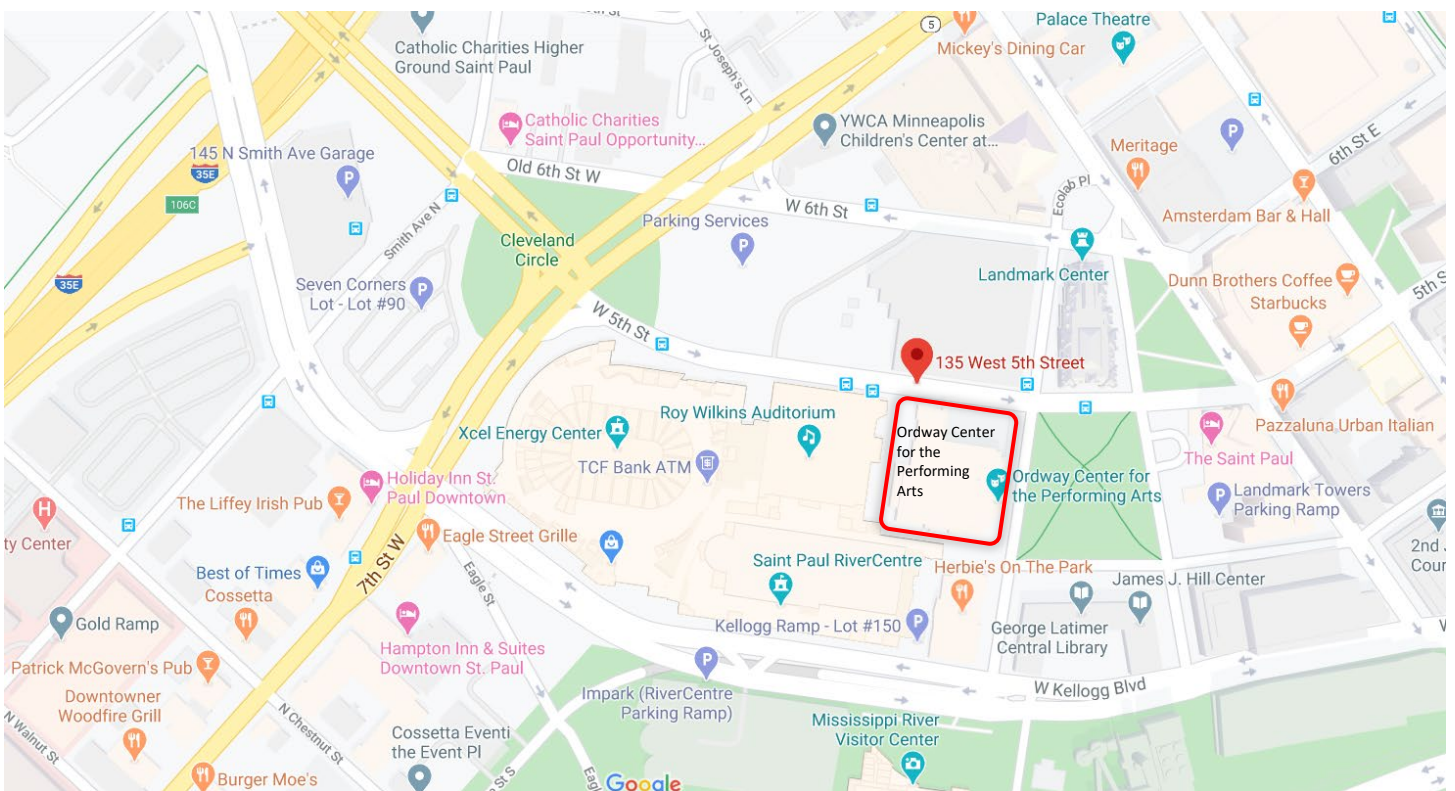 5
Palace Theatre
Mickey's Dining Car
Catholic Charities Higher
Ground Saint Paul
St Joseph's Ln
Catholic Charities
Saint Paul Opportunity...
YWCA Minneapolis
Children's Center at...
Meritage
6th St E
145 N Smith Ave Garage
35E
106C
Old 6th St W
W 6th St
Ecolab Pl
Amsterdam Bar & Hall
Smith Ave N
Parking Services
Cleveland
Circle
Landmark Center
Dunn Brothers Coffee
Starbucks
5th S
35E
Seven Corners
Lot - Lot #90
W 5th St
135 West 5th Street
Roy Wilkins Auditorium
Xcel Energy Center
TCF Bank ATM
Ordway Center
for the
Performing
Arts
Pazzaluna Urban Italian
The Saint Paul
Ordway Center for
the Performing Arts
Landmark Towers
Parking Ramp
Holiday Inn St.
Paul Downtown
The Liffey Irish Pub
H
ty Center
Eagle Street Grille
2nd
Cour
Best of Times
Cossetta
7th St W
Eagle St
Saint Paul RiverCentre
Herbie's On The Park
James J. Hill Center
Gold Ramp
Kellogg Ramp - Lot #150
George Latimer
Central Library
Hampton Inn & Suites
Downtown St. Paul
Patrick McGovern's Pub
Downtowner
Woodfire Grill
Impark (RiverCentre
Parking Ramp)
W Kellogg Blvd
N Walnut St
N Chestnut St
Cossetta Eventi
the Event Pl
Mississippi River
Visitor Center
Burger Moe's
St S
Eagl
Google